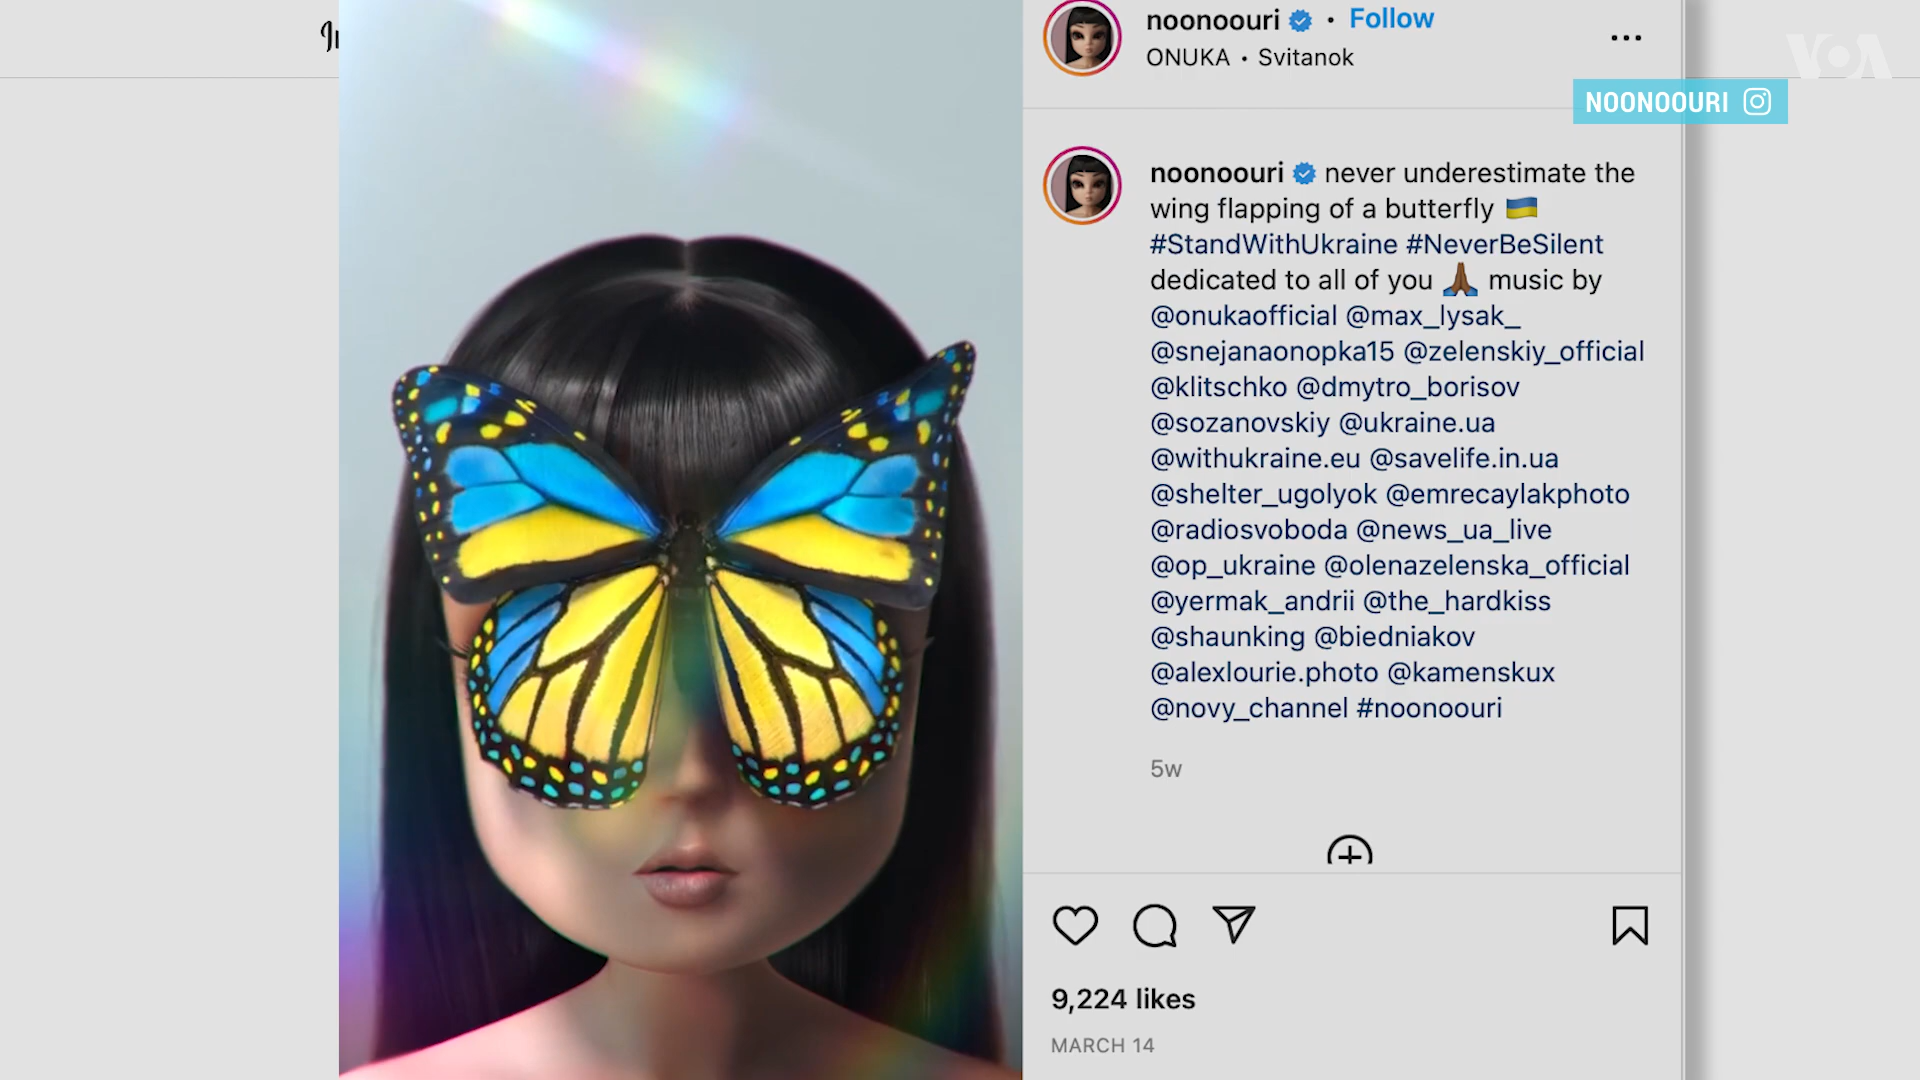 noonoouri • Follow
ONUKA • Svitanok
VOA
NOONOOURI
noonoouri never underestimate the
wing flapping of a butterfly 🇺🇦
#StandWithUkraine #NeverBeSilent
dedicated to all of you 🙏🏾 music by
@onukaofficial @max_lysak_
@snejanaonopka15 @zelenskiy_official
@klitschko @dmytro_borisov
@sozanovskiy @ukraine.ua
@withukraine.eu @savelife.in.ua
@shelter_ugolyok @emrecaylakphoto
@radiosvoboda @news_ua_live
@op_ukraine @olenazelenska_official
@yermak_andrii @the_hardkiss
@shaunking @biedniakov
@alexlourie.photo @kamenskux
@novy_channel #noonoouri
5w
9,224 likes
MARCH 14